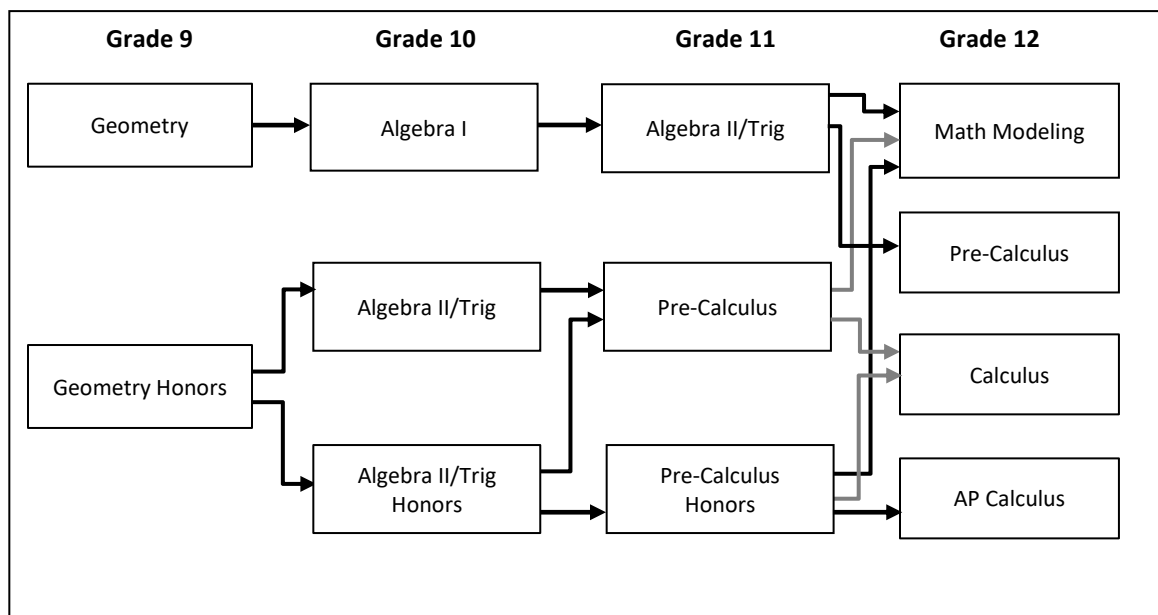 Grade 9
Grade 10
Grade 11
Grade 12
Geometry
Algebra I
Algebra II/Trig
Math Modeling
Pre-Calculus
Algebra II/Trig
Pre-Calculus
Geometry Honors
Calculus
Algebra II/Trig
Honors
Pre-Calculus
Honors
AP Calculus